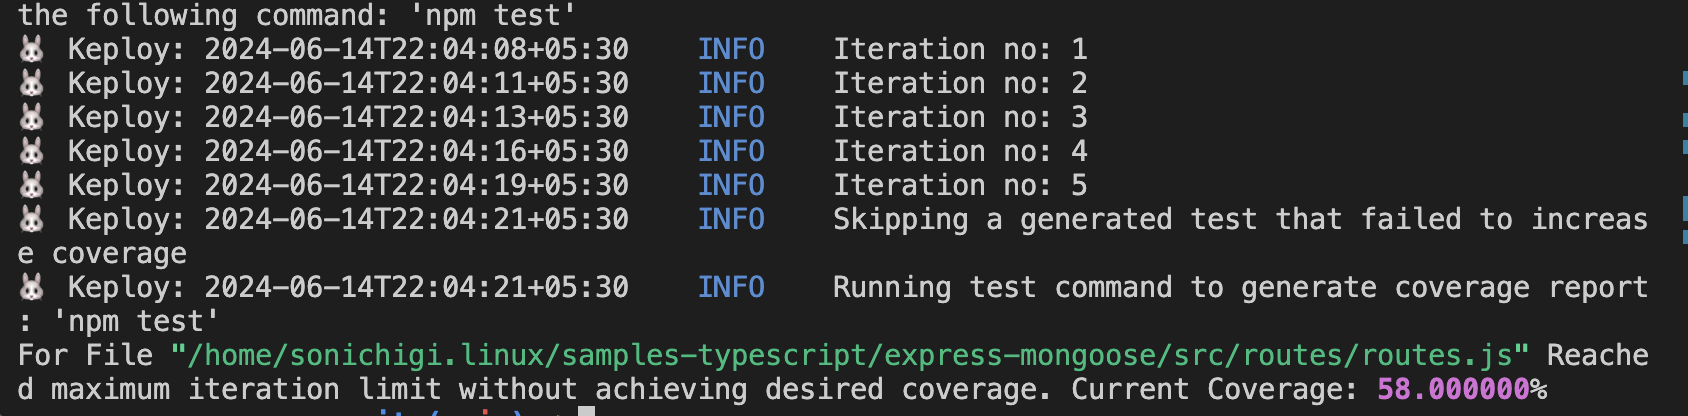 the following command: 'npm test'
🐰 Keploy: 2024-06-14T22:04:08+05:30    INFO    Iteration no: 1
🐰 Keploy: 2024-06-14T22:04:11+05:30    INFO    Iteration no: 2
🐰 Keploy: 2024-06-14T22:04:13+05:30    INFO    Iteration no: 3
🐰 Keploy: 2024-06-14T22:04:16+05:30    INFO    Iteration no: 4
🐰 Keploy: 2024-06-14T22:04:19+05:30    INFO    Iteration no: 5
🐰 Keploy: 2024-06-14T22:04:21+05:30    INFO    Skipping a generated test that failed to increas
e coverage
🐰 Keploy: 2024-06-14T22:04:21+05:30    INFO    Running test command to generate coverage report
: 'npm test'
For File "/home/sonichigi.linux/samples-typescript/express-mongoose/src/routes/routes.js" Reache
d maximum iteration limit without achieving desired coverage. Current Coverage: 58.000000%